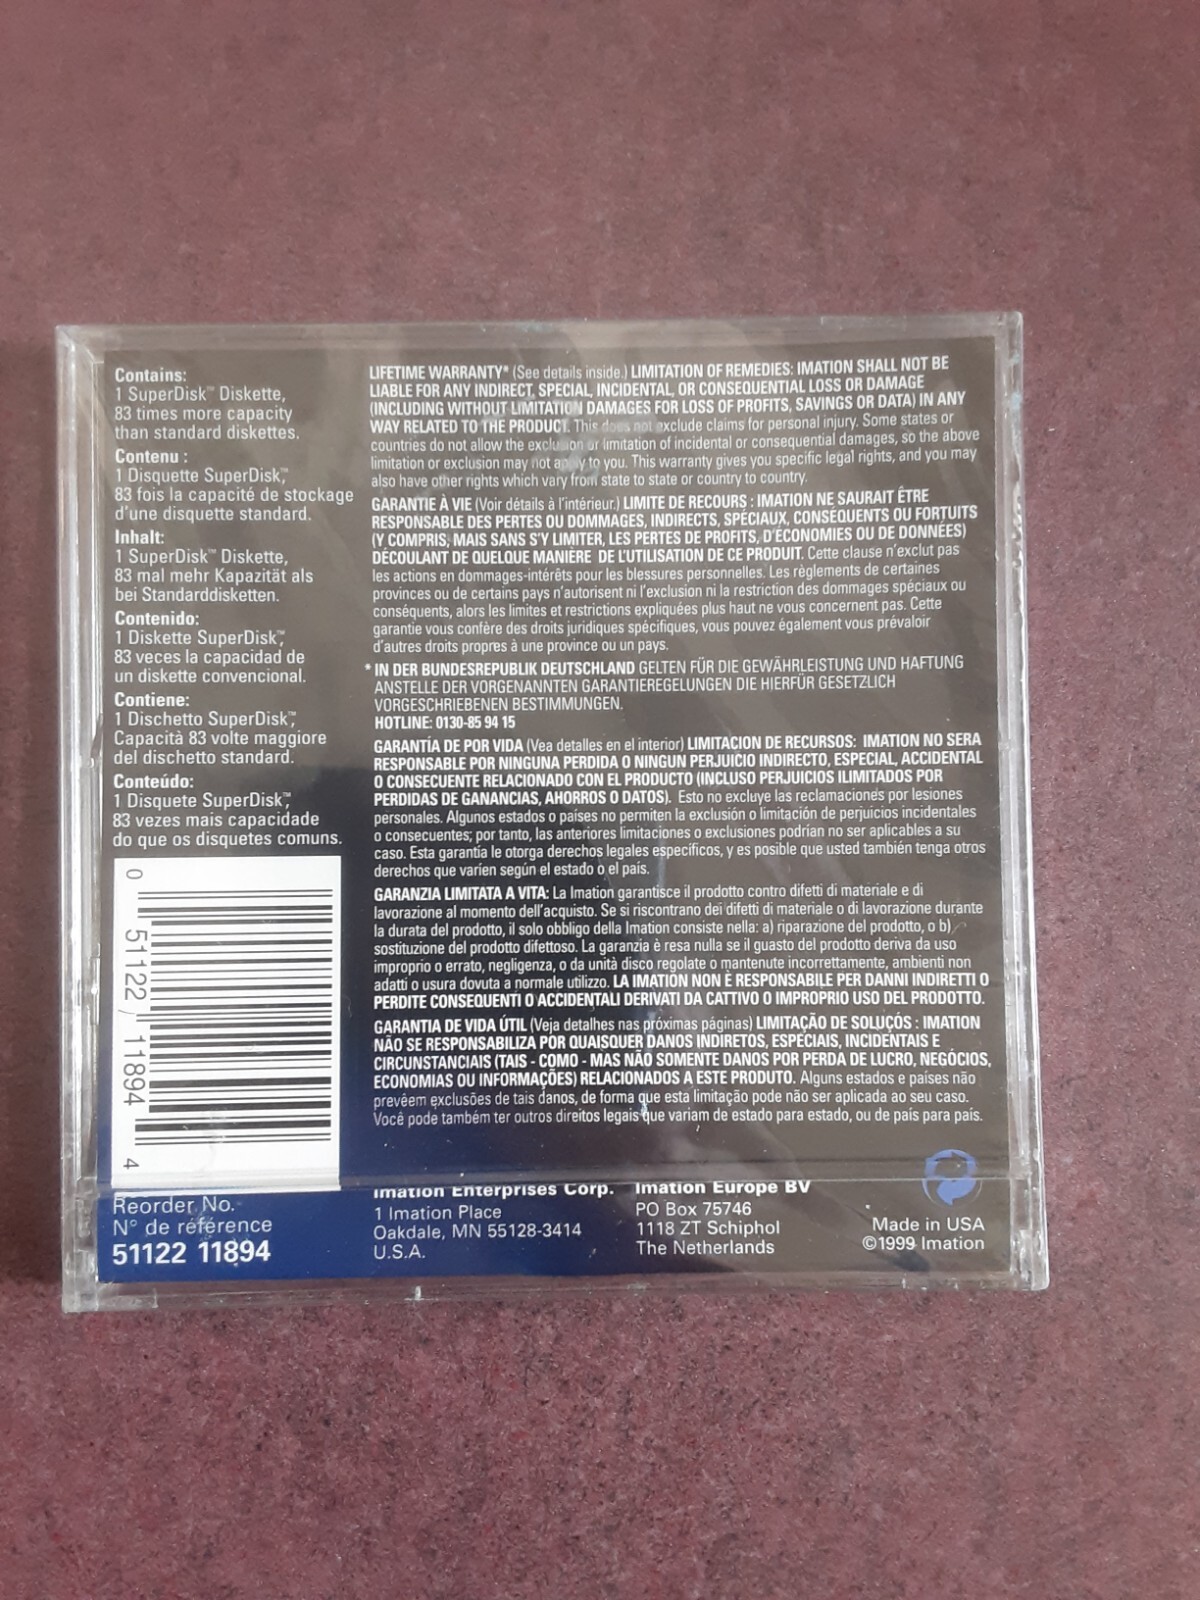 Contains:
1 SuperDisk™ Diskette,
83 times more capacity
than standard diskettes.
Contenu :
1 Disquette SuperDisk™,
83 fois la capacité de stockage
d'une disquette standard.
Inhalt:
1 SuperDisk™ Diskette,
83 mal mehr Kapazität als
bei Standarddisketten.
Contenido:
1 Diskette SuperDisk™,
83 veces la capacidad de
un diskette convencional.
Contiene:
1 Dischetto SuperDisk™,
Capacità 83 volte maggiore
del dischetto standard.
Conteúdo:
1 Disquete SuperDisk™,
83 vezes mais capacidade
do que os disquetes comuns.
0 51122 11894 4
Reorder No.
N° de référence
51122 11894
LIFETIME WARRANTY* (See details inside.) LIMITATION OF REMEDIES: IMATION SHALL NOT BE
LIABLE FOR ANY INDIRECT, SPECIAL, INCIDENTAL, OR CONSEQUENTIAL LOSS OR DAMAGE
(INCLUDING WITHOUT LIMITATION DAMAGES FOR LOSS OF PROFITS, SAVINGS OR DATA) IN ANY
WAY RELATED TO THE PRODUCT. This does not exclude claims for personal injury. Some states or
countries do not allow the exclusion or limitation of incidental or consequential damages, so the above
limitation or exclusion may not apply to you. This warranty gives you specific legal rights, and you may
also have other rights which vary from state to state or country to country.
GARANTIE À VIE (Voir détails à l'intérieur.) LIMITE DE RECOURS : IMATION NE SAURAIT ÊTRE
RESPONSABLE DES PERTES OU DOMMAGES, INDIRECTS, SPÉCIAUX, CONSÉQUENTS OU FORTUITS
(Y COMPRIS, MAIS SANS S'Y LIMITER, LES PERTES DE PROFITS, D'ÉCONOMIES OU DE DONNÉES)
DÉCOULANT DE QUELQUE MANIÈRE DE L'UTILISATION DE CE PRODUIT. Cette clause n'exclut pas
les actions en dommages-intérêts pour les blessures personnelles. Les règlements de certaines
provinces ou de certains pays n'autorisent ni l'exclusion ni la restriction des dommages spéciaux ou
conséquents, alors les limites et restrictions expliquées plus haut ne vous concernent pas. Cette
garantie vous confère des droits juridiques spécifiques, vous pouvez également vous prévaloir
d'autres droits propres à une province ou un pays.
* IN DER BUNDESREPUBLIK DEUTSCHLAND GELTEN FÜR DIE GEWÄHRLEISTUNG UND HAFTUNG
ANSTELLE DER VORGENANNTEN GARANTIEREGELUNGEN DIE HIERFÜR GESETZLICH
VORGESCHRIEBENEN BESTIMMUNGEN.
HOTLINE: 0130-85 94 15
GARANTÍA DE POR VIDA (Vea detalles en el interior) LIMITACION DE RECURSOS: IMATION NO SERA
RESPONSABLE POR NINGUNA PERDIDA O NINGUN PERJUICIO INDIRECTO, ESPECIAL, ACCIDENTAL
O CONSECUENTE RELACIONADO CON EL PRODUCTO (INCLUSO PERJUICIOS ILIMITADOS POR
PERDIDAS DE GANANCIAS, AHORROS O DATOS). Esto no excluye las reclamaciones por lesiones
personales. Algunos estados o países no permiten la exclusión o limitación de perjuicios incidentales
o consecuentes; por tanto, las anteriores limitaciones o exclusiones podrían no ser aplicables a su
caso. Esta garantía le otorga derechos legales específicos, y es posible que usted también tenga otros
derechos que varíen según el estado o el país.
GARANZIA LIMITATA A VITA: La Imation garantisce il prodotto contro difetti di materiale e di
lavorazione al momento dell'acquisto. Se si riscontrano dei difetti di materiale o di lavorazione durante
la durata del prodotto, il solo obbligo della Imation consiste nella: a) riparazione del prodotto, o b)
sostituzione del prodotto difettoso. La garanzia è resa nulla se il guasto del prodotto deriva da uso
improprio o errato, negligenza, o da unità disco regolate o mantenute incorrettamente, ambienti non
adatti o usura dovuta a normale utilizzo. LA IMATION NON È RESPONSABILE PER DANNI INDIRETTI O
PERDITE CONSEQUENTI O ACCIDENTALI DERIVATI DA CATTIVO O IMPROPRIO USO DEL PRODOTTO.
GARANTIA DE VIDA ÚTIL (Veja detalhes nas próximas páginas) LIMITAÇÃO DE SOLUÇÕS : IMATION
NÃO SE RESPONSABILIZA POR QUAISQUER DANOS INDIRETOS, ESPECIAIS, INCIDENTAIS E
CIRCUNSTANCIAIS (TAIS - COMO - MAS NÃO SOMENTE DANOS POR PERDA DE LUCRO, NEGÓCIOS,
ECONOMIAS OU INFORMAÇÕES) RELACIONADOS A ESTE PRODUTO. Alguns estados e países não
prevêem exclusões de tais danos, de forma que esta limitação pode não ser aplicada ao seu caso.
Você pode também ter outros direitos legais que variam de estado para estado, ou de país para país.
Imation Enterprises Corp.
1 Imation Place
Oakdale, MN 55128-3414
U.S.A.
Imation Europe BV
PO Box 75746
1118 ZT Schiphol
The Netherlands
Made in USA
©1999 Imation